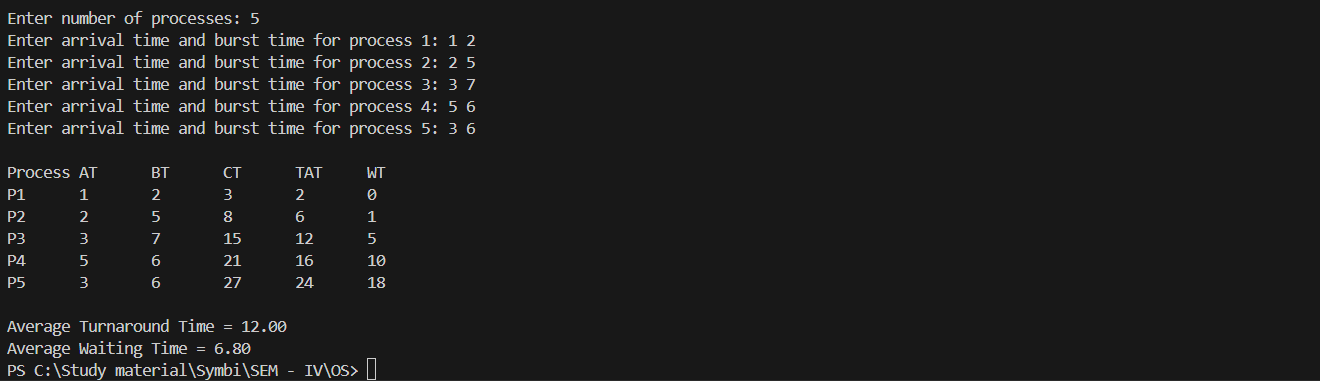 Enter number of processes: 5
Enter arrival time and burst time for process 1: 1 2
Enter arrival time and burst time for process 2: 2 5
Enter arrival time and burst time for process 3: 3 7
Enter arrival time and burst time for process 4: 5 6
Enter arrival time and burst time for process 5: 3 6
Process AT BT CT TAT WT
P1 1 2 3 2 0
P2 2 5 8 6 1
P3 3 7 15 12 5
P4 5 6 21 16 10
P5 3 6 27 24 18
Average Turnaround Time = 12.00
Average Waiting Time = 6.80
PS C:\Study material\Symbi\SEM - IV\OS>